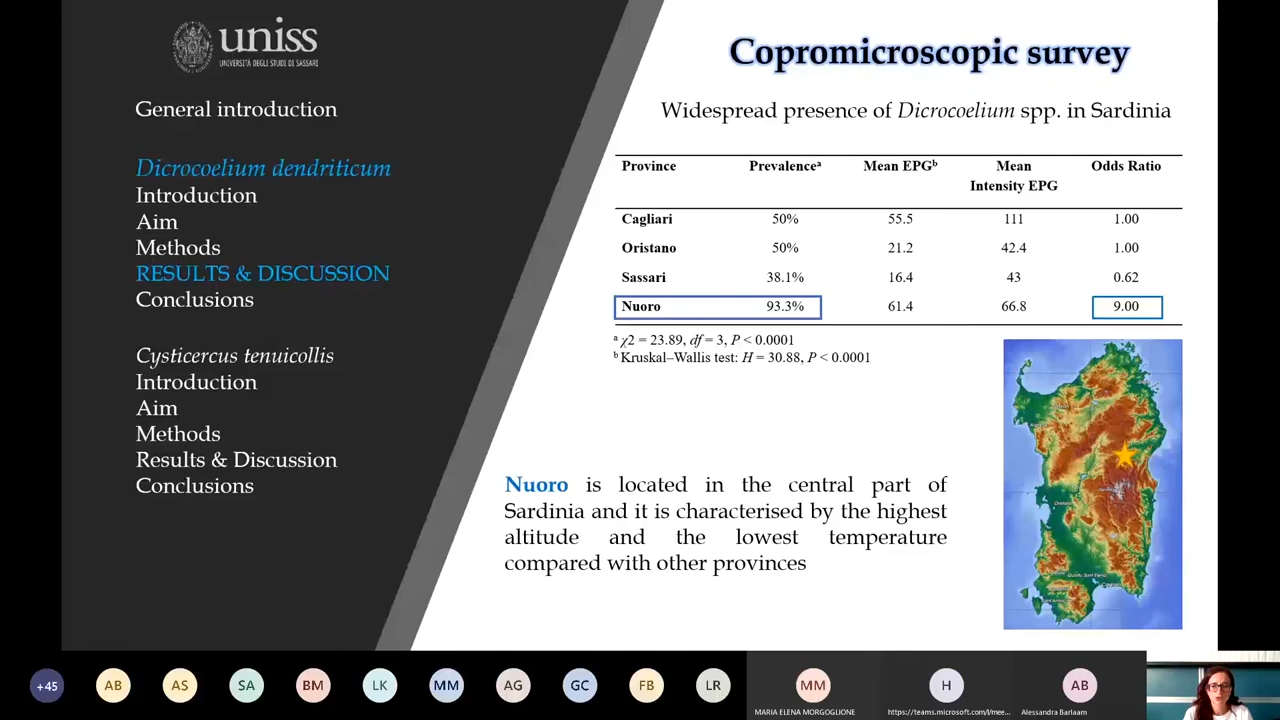 uniss
UNIVERSITÀ DEGLI STUDI DI SASSARI
General introduction
Dicrocoelium dendriticum
Introduction
Aim
Methods
RESULTS & DISCUSSION
Conclusions
Cysticercus tenuicollis
Introduction
Aim
Methods
Results & Discussion
Conclusions
Copromicroscopic survey
Widespread presence of Dicrocoelium spp. in Sardinia
Province Prevalenceᵃ Mean EPGᵇ Mean Intensity EPG Odds Ratio
Cagliari 50% 55.5 111 1.00
Oristano 50% 21.2 42.4 1.00
Sassari 38.1% 16.4 43 0.62
Nuoro 93.3% 61.4 66.8 9.00
ᵃ χ2 = 23.89, df = 3, P < 0.0001
ᵇ Kruskal–Wallis test: H = 30.88, P < 0.0001
Nuoro is located in the central part of
Sardinia and it is characterised by the highest
altitude and the lowest temperature
compared with other provinces
+45 AB AS SA BM LK MM AG GC FB LR MM H AB
MARIA ELENA MORGOGLIONE https://teams.microsoft.com/l/mee... Alessandra Barlaam